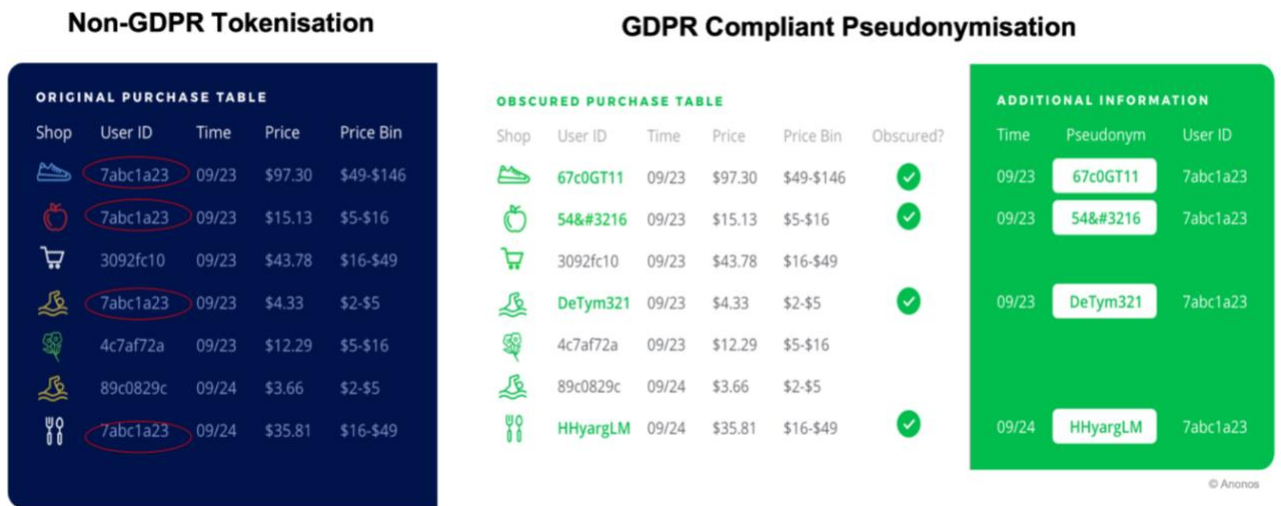 Non-GDPR Tokenisation
GDPR Compliant Pseudonymisation
ORIGINAL PURCHASE TABLE
Shop User ID Time Price Price Bin
7abc1a23 09/23 $97.30 $49-$146
7abc1a23 09/23 $15.13 $5-$16
3092fc10 09/23 $43.78 $16-$49
7abc1a23 09/23 $4.33 $2-$5
4c7af72a 09/23 $12.29 $5-$16
89c0829c 09/24 $3.66 $2-$5
7abc1a23 09/24 $35.81 $16-$49
OBSCURED PURCHASE TABLE
Shop User ID Time Price Price Bin Obscured?
67c0GT11 09/23 $97.30 $49-$146
54&#3216 09/23 $15.13 $5-$16
3092fc10 09/23 $43.78 $16-$49
DeTym321 09/23 $4.33 $2-$5
4c7af72a 09/23 $12.29 $5-$16
89c0829c 09/24 $3.66 $2-$5
HHyargLM 09/24 $35.81 $16-$49
ADDITIONAL INFORMATION
Time Pseudonym User ID
09/23 67c0GT11 7abc1a23
09/23 54&#3216 7abc1a23
09/23 DeTym321 7abc1a23
09/24 HHyargLM 7abc1a23
© Anonos